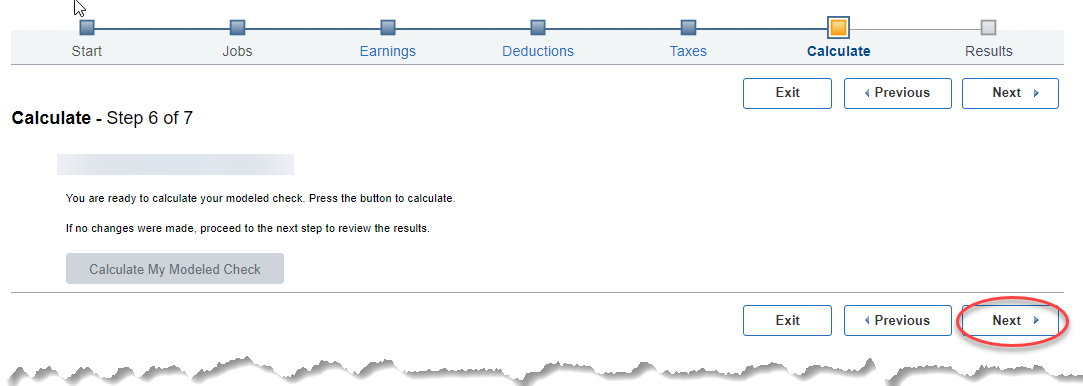 Start Jobs Earnings Deductions Taxes Calculate Results
Exit Previous Next
Calculate - Step 6 of 7
You are ready to calculate your modeled check. Press the button to calculate.
If no changes were made, proceed to the next step to review the results.
Calculate My Modeled Check
Exit Previous Next